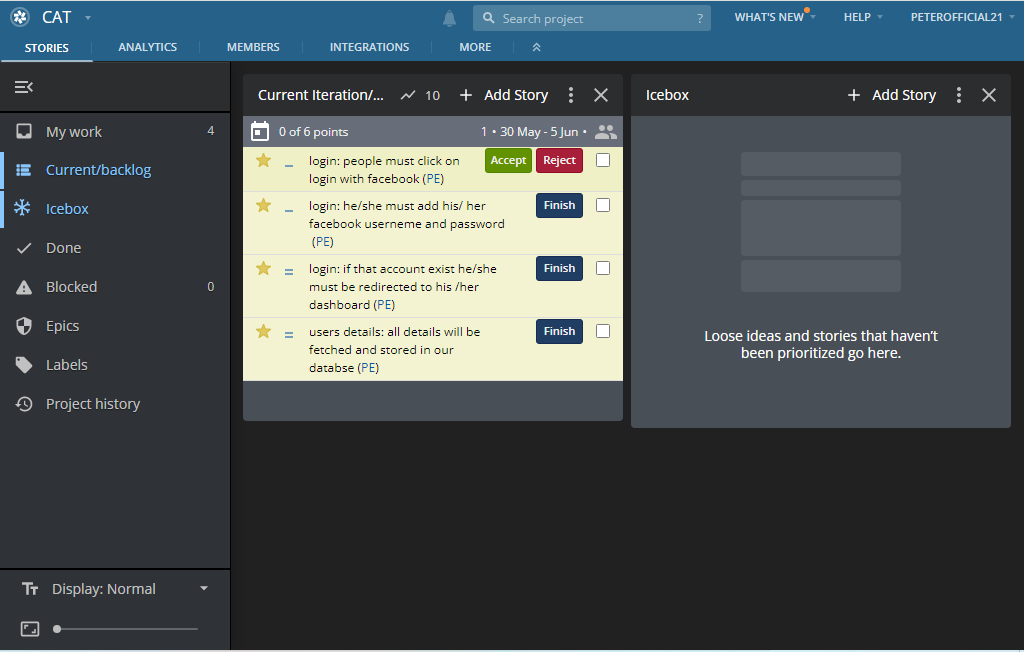 CAT
Search project
?
WHAT'S NEW
HELP
PETEROFFICIAL21
STORIES
ANALYTICS
MEMBERS
INTEGRATIONS
MORE
My work 4
Current/backlog
Icebox
Done
Blocked 0
Epics
Labels
Project history
Display: Normal
Current Iteration/... 10 + Add Story
0 of 6 points 1 • 30 May - 5 Jun •
login: people must click on
login with facebook (PE)
Accept Reject
login: he/she must add his/ her
facebook userneme and password
(PE)
Finish
login: if that account exist he/she
must be redirected to his /her
dashboard (PE)
Finish
users details: all details will be
fetched and stored in our
databse (PE)
Finish
Icebox + Add Story
Loose ideas and stories that haven't
been prioritized go here.